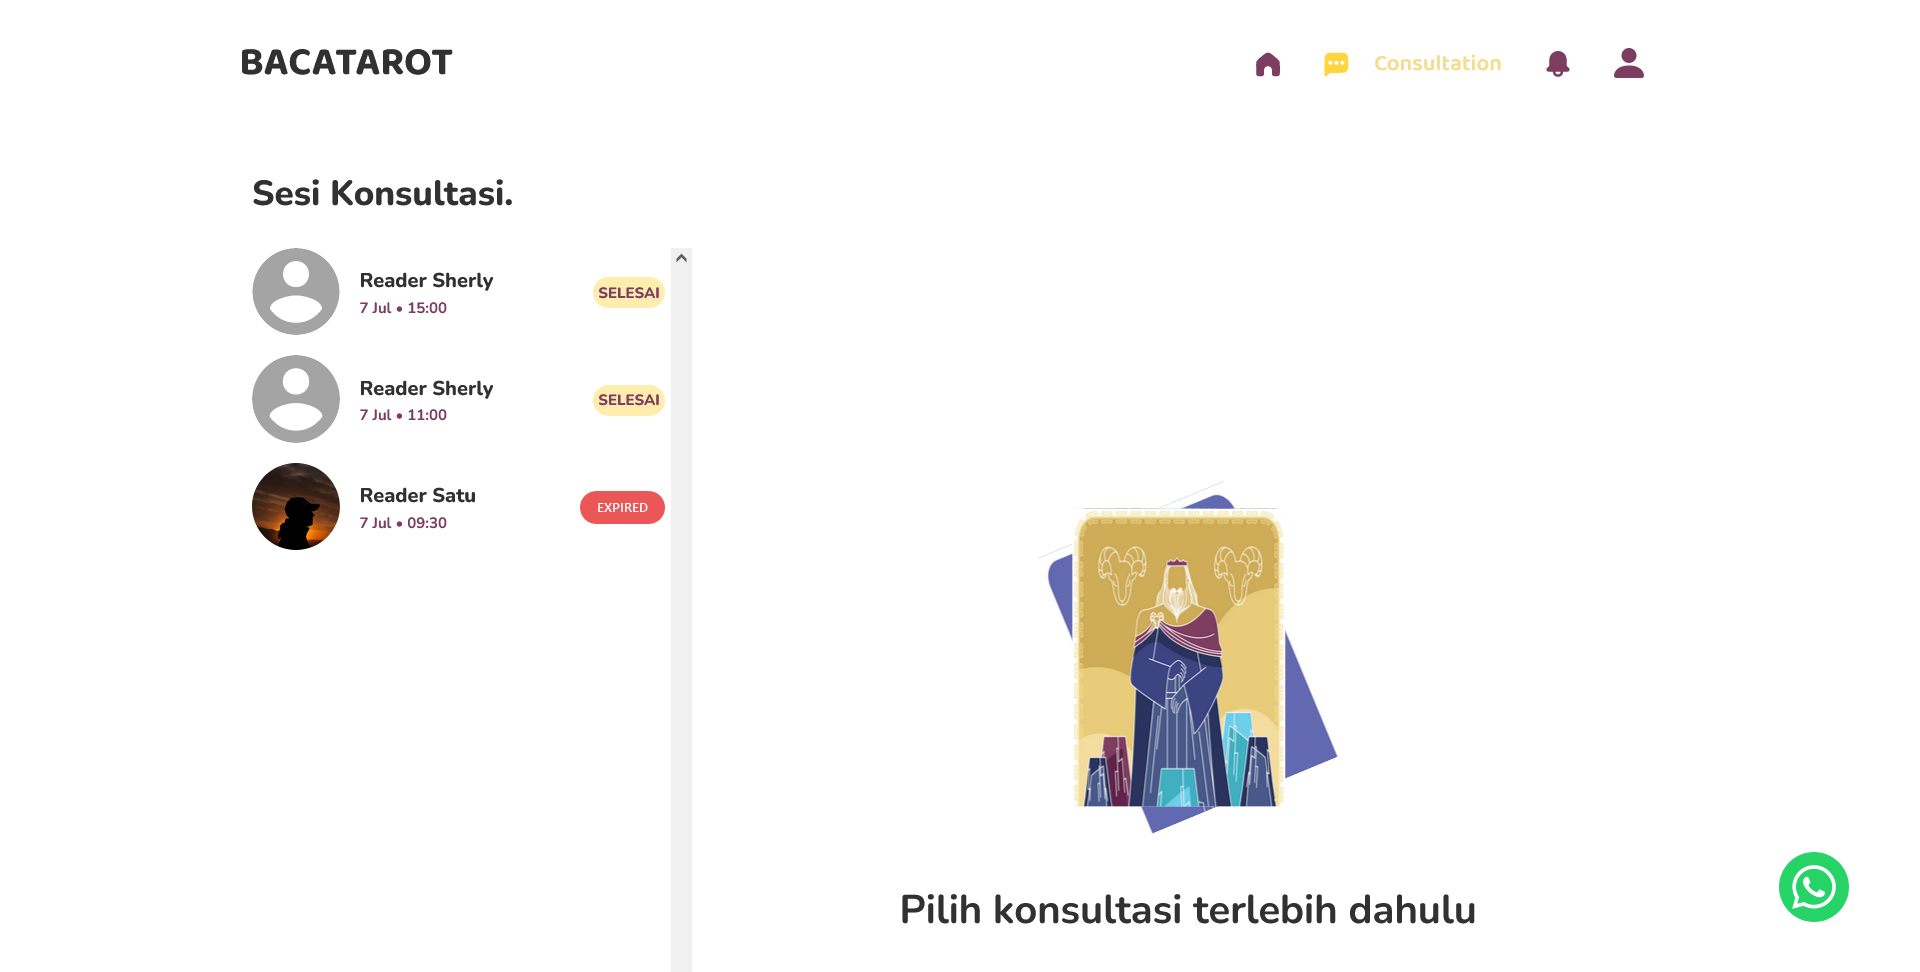 BACATAROT
Consultation
Sesi Konsultasi.
Reader Sherly
7 Jul • 15:00
SELESAI
Reader Sherly
7 Jul • 11:00
SELESAI
Reader Satu
7 Jul • 09:30
EXPIRED
Pilih konsultasi terlebih dahulu